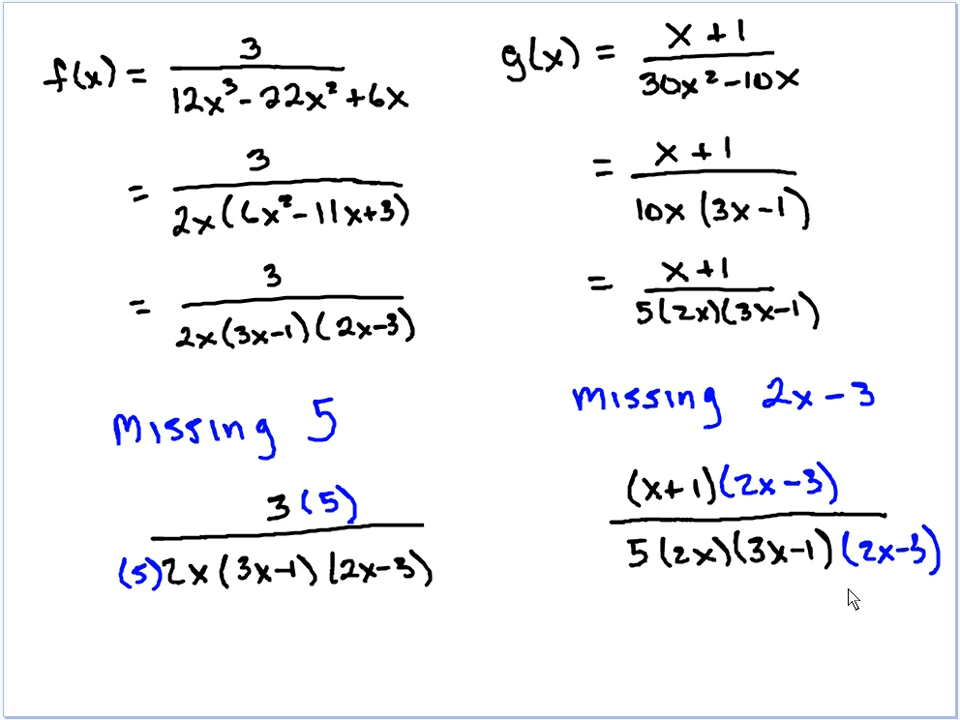 f(x) = 3 / (12x³ - 22x² + 6x)
= 3 / (2x(6x² - 11x + 3))
= 3 / (2x(3x-1)(2x-3))
Missing 5
3(5) / ((5)2x(3x-1)(2x-3))
g(x) = (x+1) / (30x² - 10x)
= (x+1) / (10x(3x-1))
= (x+1) / (5(2x)(3x-1))
Missing 2x-3
(x+1)(2x-3) / (5(2x)(3x-1)(2x-3))